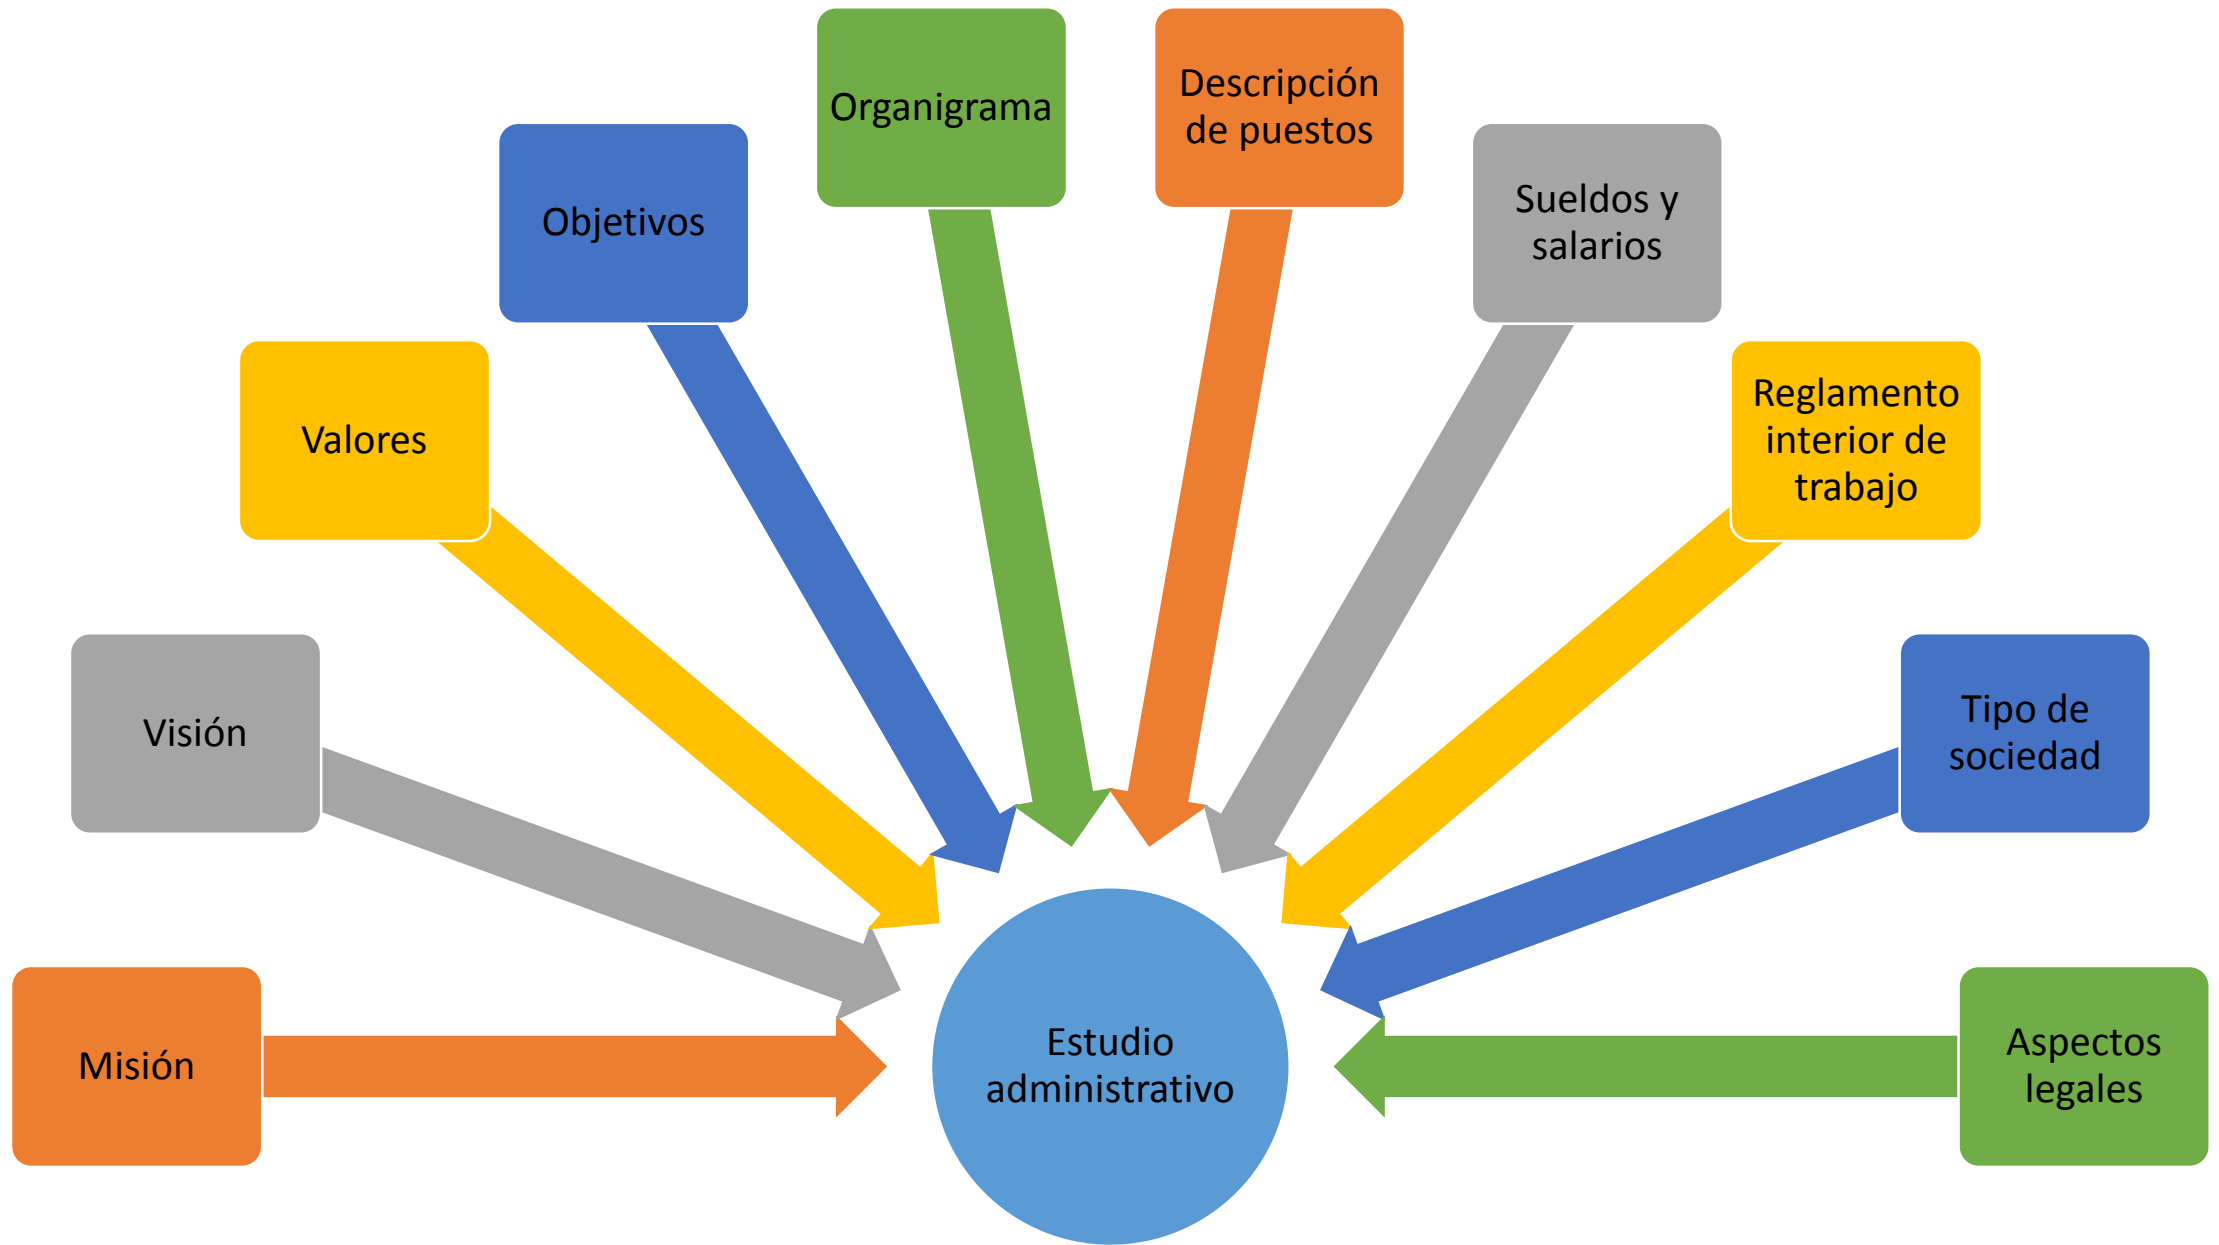 Organigrama
Descripción
de puestos
Objetivos
Sueldos y
salarios
Valores
Reglamento
interior de
trabajo
Visión
Tipo de
sociedad
Misión
Estudio
administrativo
Aspectos
legales